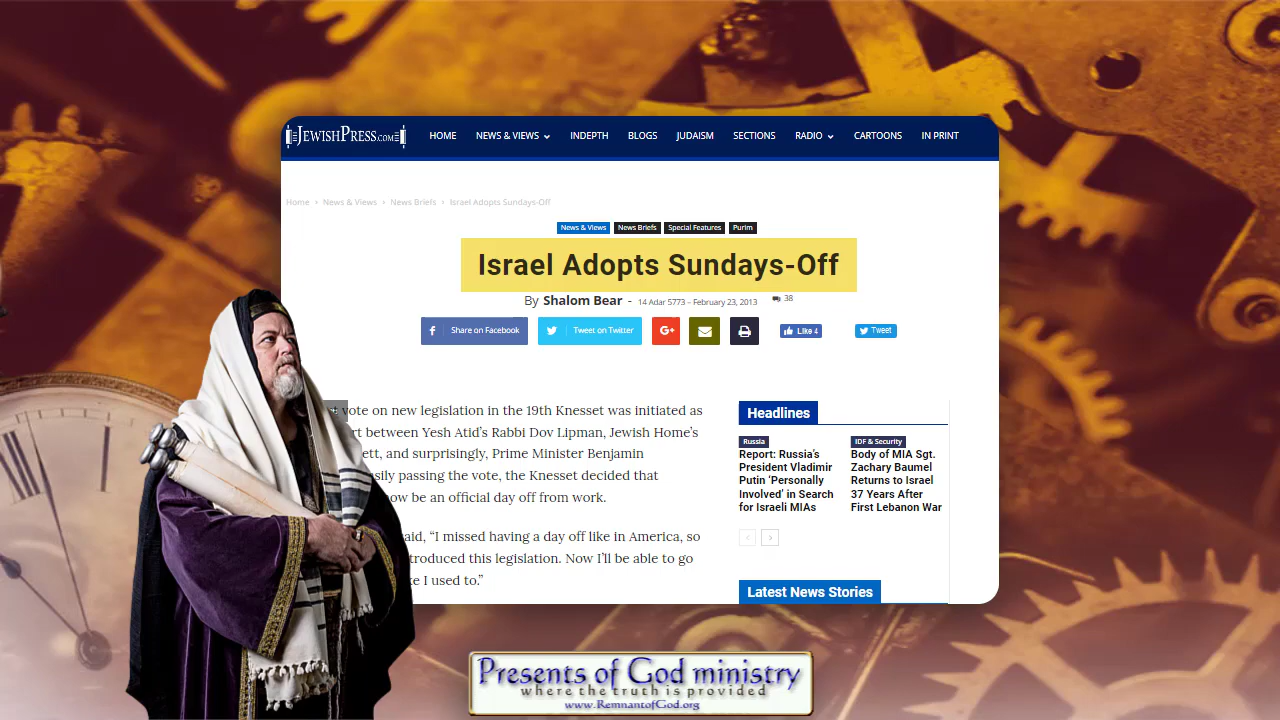 JEWISHPRESS.COM HOME NEWS & VIEWS INDEPTH BLOGS JUDAISM SECTIONS RADIO CARTOONS IN PRINT
Home › News & Views › News Briefs › Israel Adopts Sundays-Off
News & Views News Briefs Special Features Purim
Israel Adopts Sundays-Off
By Shalom Bear - 14 Adar 5773 – February 23, 2013 38
Share on Facebook Tweet on Twitter G+ Like 4 Tweet
vote on new legislation in the 19th Knesset was initiated as
between Yesh Atid's Rabbi Dov Lipman, Jewish Home's
and surprisingly, Prime Minister Benjamin
passing the vote, the Knesset decided that
be an official day off from work.
“I missed having a day off like in America, so
this legislation. Now I'll be able to go
I used to.”
Headlines
Russia
Report: Russia's
President Vladimir
Putin ‘Personally
Involved’ in Search
for Israeli MIAs
IDF & Security
Body of MIA Sgt.
Zachary Baumel
Returns to Israel
37 Years After
First Lebanon War
Latest News Stories
Presents of God ministry
where the truth is provided
www.RemnantofGod.org